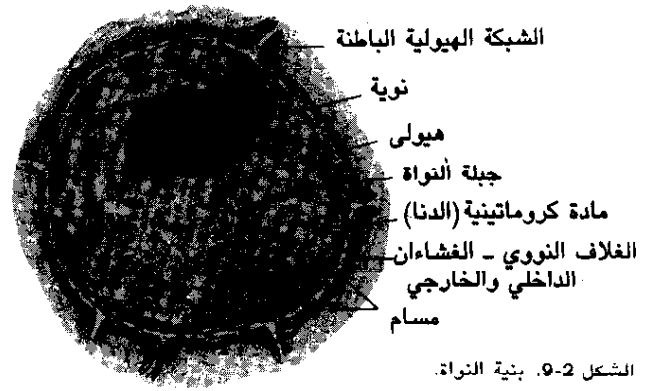 الشبكة الهيولية الباطنة
نوية
هيولى
جبلة النواة
مادة كروماتينية (الدنا)
الغلاف النووي - الغشاءان
الداخلي والخارجي
مسام
الشكل 2-9. بنية النواة.